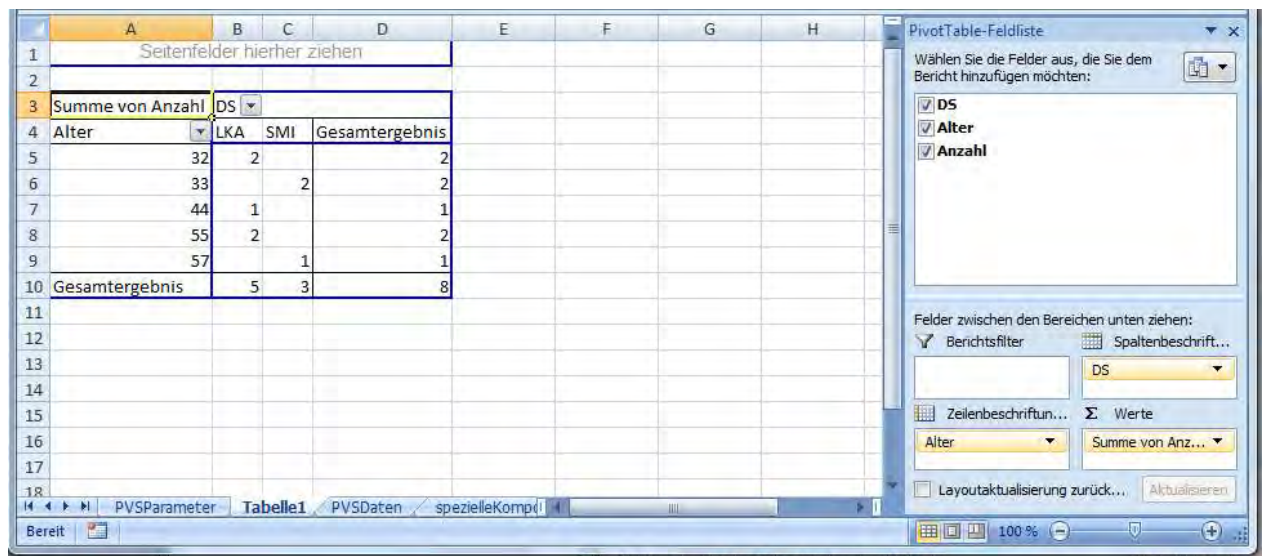 A B C D E F G H
1 Seitenfelder hierher ziehen
2
3 Summe von Anzahl DS
4 Alter LKA SMI Gesamtergebnis
5 32 2 2
6 33 2 2
7 44 1 1
8 55 2 2
9 57 1 1
10 Gesamtergebnis 5 3 8
11
12
13
14
15
16
17
18
PVSParameter Tabelle1 PVSDaten
Bereit 100 %
PivotTable-Feldliste
Wählen Sie die Felder aus, die Sie dem
Bericht hinzufügen möchten:
DS
Alter
Anzahl
Felder zwischen den Bereichen unten ziehen:
Berichtsfilter Spaltenbeschrift...
DS
Zeilenbeschriftun... Σ Werte
Alter Summe von Anz...
Layoutaktualisierung zurück... Aktualisieren